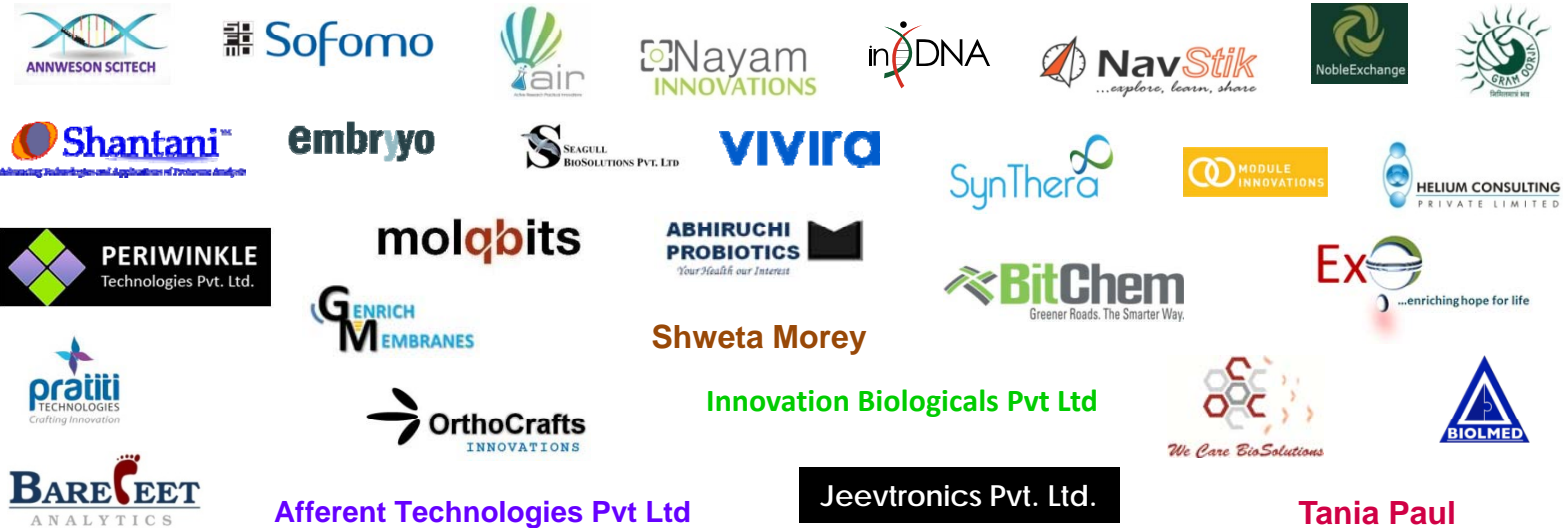 ANNWESON SCITECH
Sofomo
air
Nayam
INNOVATIONS
inDNA
NavStik
...explore, learn, share
NobleExchange
GRAM OORJA
Shantani™
embryyo
SEAGULL
BIOSOLUTIONS PVT. LTD
VIVIRA
SynThera
MODULE
INNOVATIONS
HELIUM CONSULTING
PRIVATE LIMITED
PERIWINKLE
Technologies Pvt. Ltd.
molqbits
ABHIRUCHI
PROBIOTICS
Your Health our Interest
BitChem
Greener Roads. The Smarter Way.
Exo
...enriching hope for life
GENRICH
MEMBRANES
Shweta Morey
pratiti
TECHNOLOGIES
Crafting Innovation
OrthoCrafts
INNOVATIONS
Innovation Biologicals Pvt Ltd
We Care BioSolutions
BIOLMED
BAREFEET
ANALYTICS
Afferent Technologies Pvt Ltd
Jeevtronics Pvt. Ltd.
Tania Paul